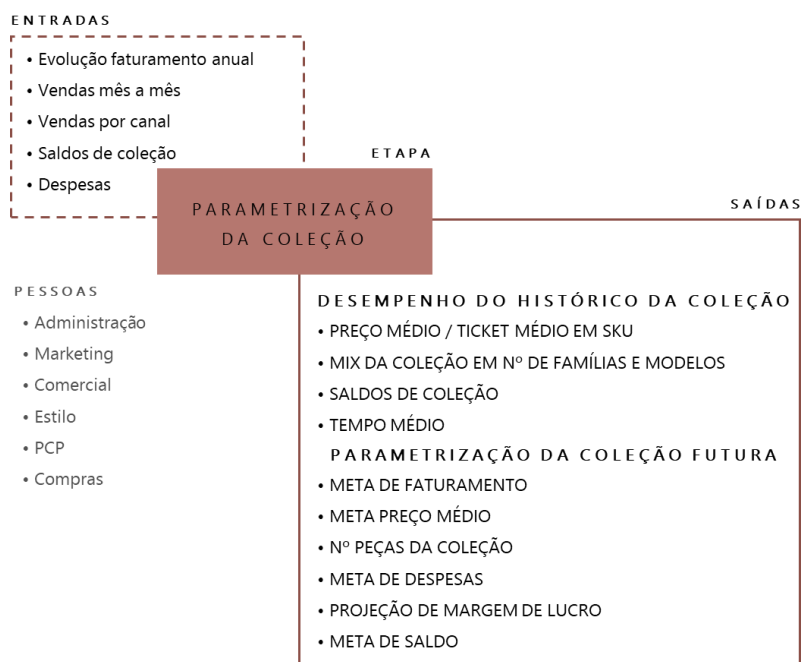 ENTRADAS
• Evolução faturamento anual
• Vendas mês a mês
• Vendas por canal
• Saldos de coleção
• Despesas
ETAPA
PARAMETRIZAÇÃO
DA COLEÇÃO
SAÍDAS
PESSOAS
• Administração
• Marketing
• Comercial
• Estilo
• PCP
• Compras
DESEMPENHO DO HISTÓRICO DA COLEÇÃO
• PREÇO MÉDIO / TICKET MÉDIO EM SKU
• MIX DA COLEÇÃO EM Nº DE FAMÍLIAS E MODELOS
• SALDOS DE COLEÇÃO
• TEMPO MÉDIO
PARAMETRIZAÇÃO DA COLEÇÃO FUTURA
• META DE FATURAMENTO
• META PREÇO MÉDIO
• Nº PEÇAS DA COLEÇÃO
• META DE DESPESAS
• PROJEÇÃO DE MARGEM DE LUCRO
• META DE SALDO